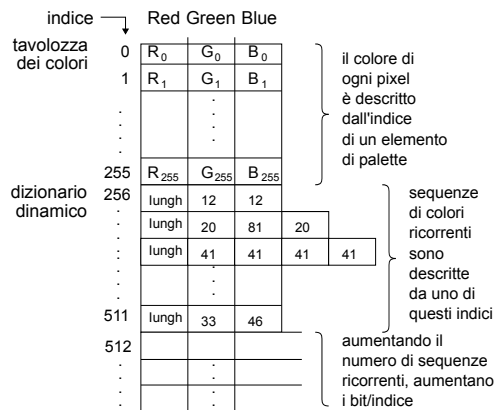 indice Red Green Blue
tavolozza
dei colori
0 R0 G0 B0
1 R1 G1 B1
il colore di
ogni pixel
è descritto
dall'indice
di un elemento
di palette
255 R255 G255 B255
dizionario
dinamico
256 lungh 12 12
lungh 20 81 20
lungh 41 41 41 41
sequenze
di colori
ricorrenti
sono
descritte
da uno di
questi indici
511 lungh 33 46
512
aumentando il
numero di sequenze
ricorrenti, aumentano
i bit/indice